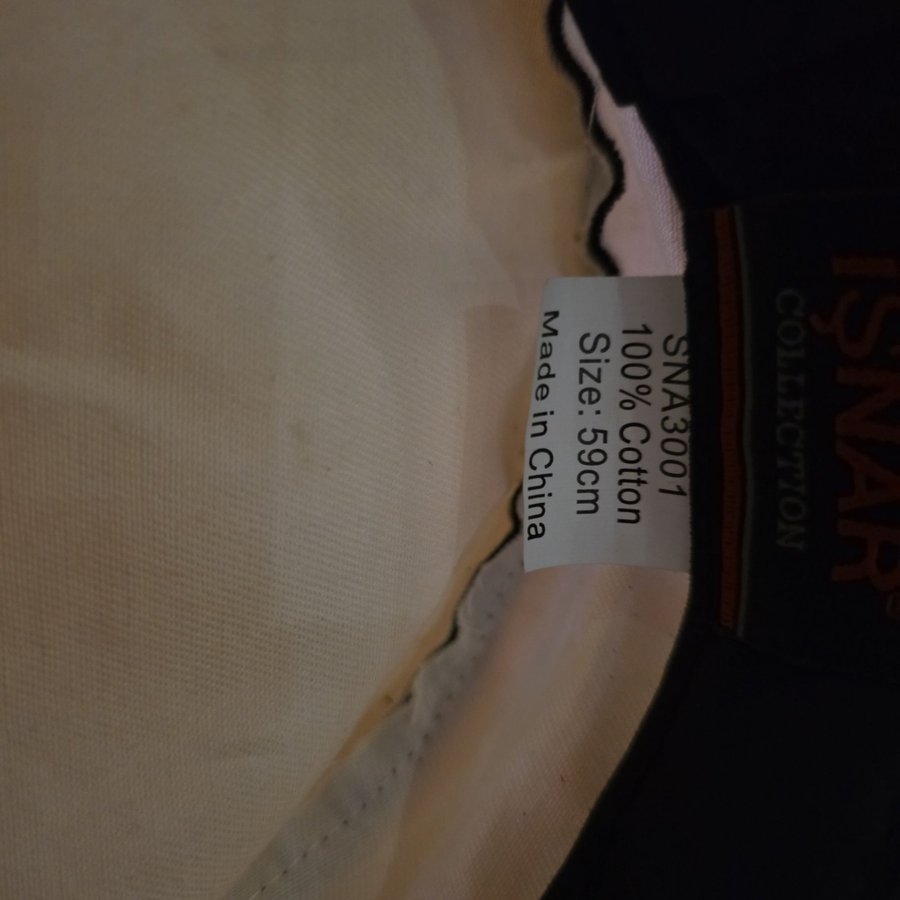 SNA3001
100% Cotton
Size: 59cm
Made in China
IŞNAR
COLLECTION